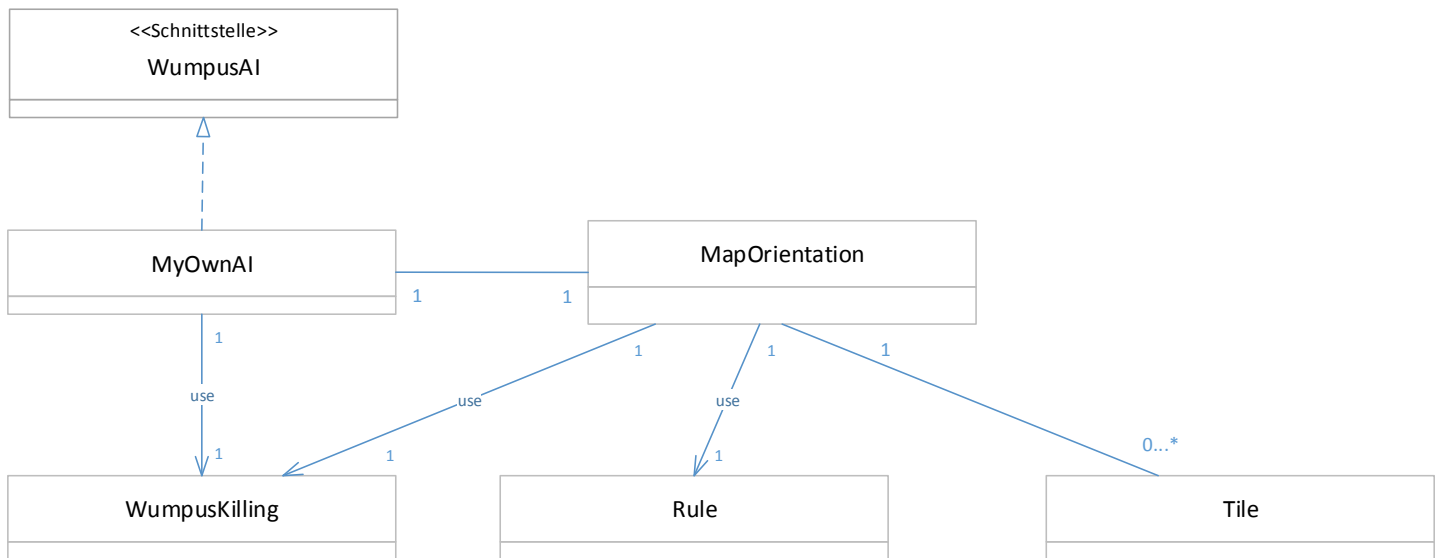 <<Schnittstelle>>
WumpusAI
MyOwnAI
MapOrientation
1
1
1
1
1
1
use
use
use
0...*
1
1
1
WumpusKilling
Rule
Tile